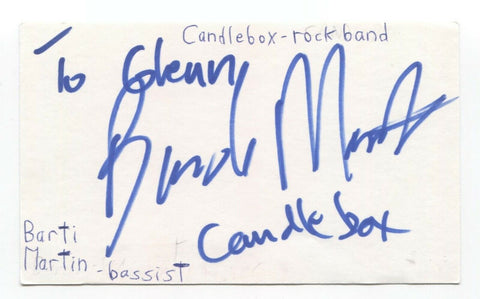 Candlebox-rock band
To Glenn
Bardi Martin
Candlebox
Barti
Martin-bassist